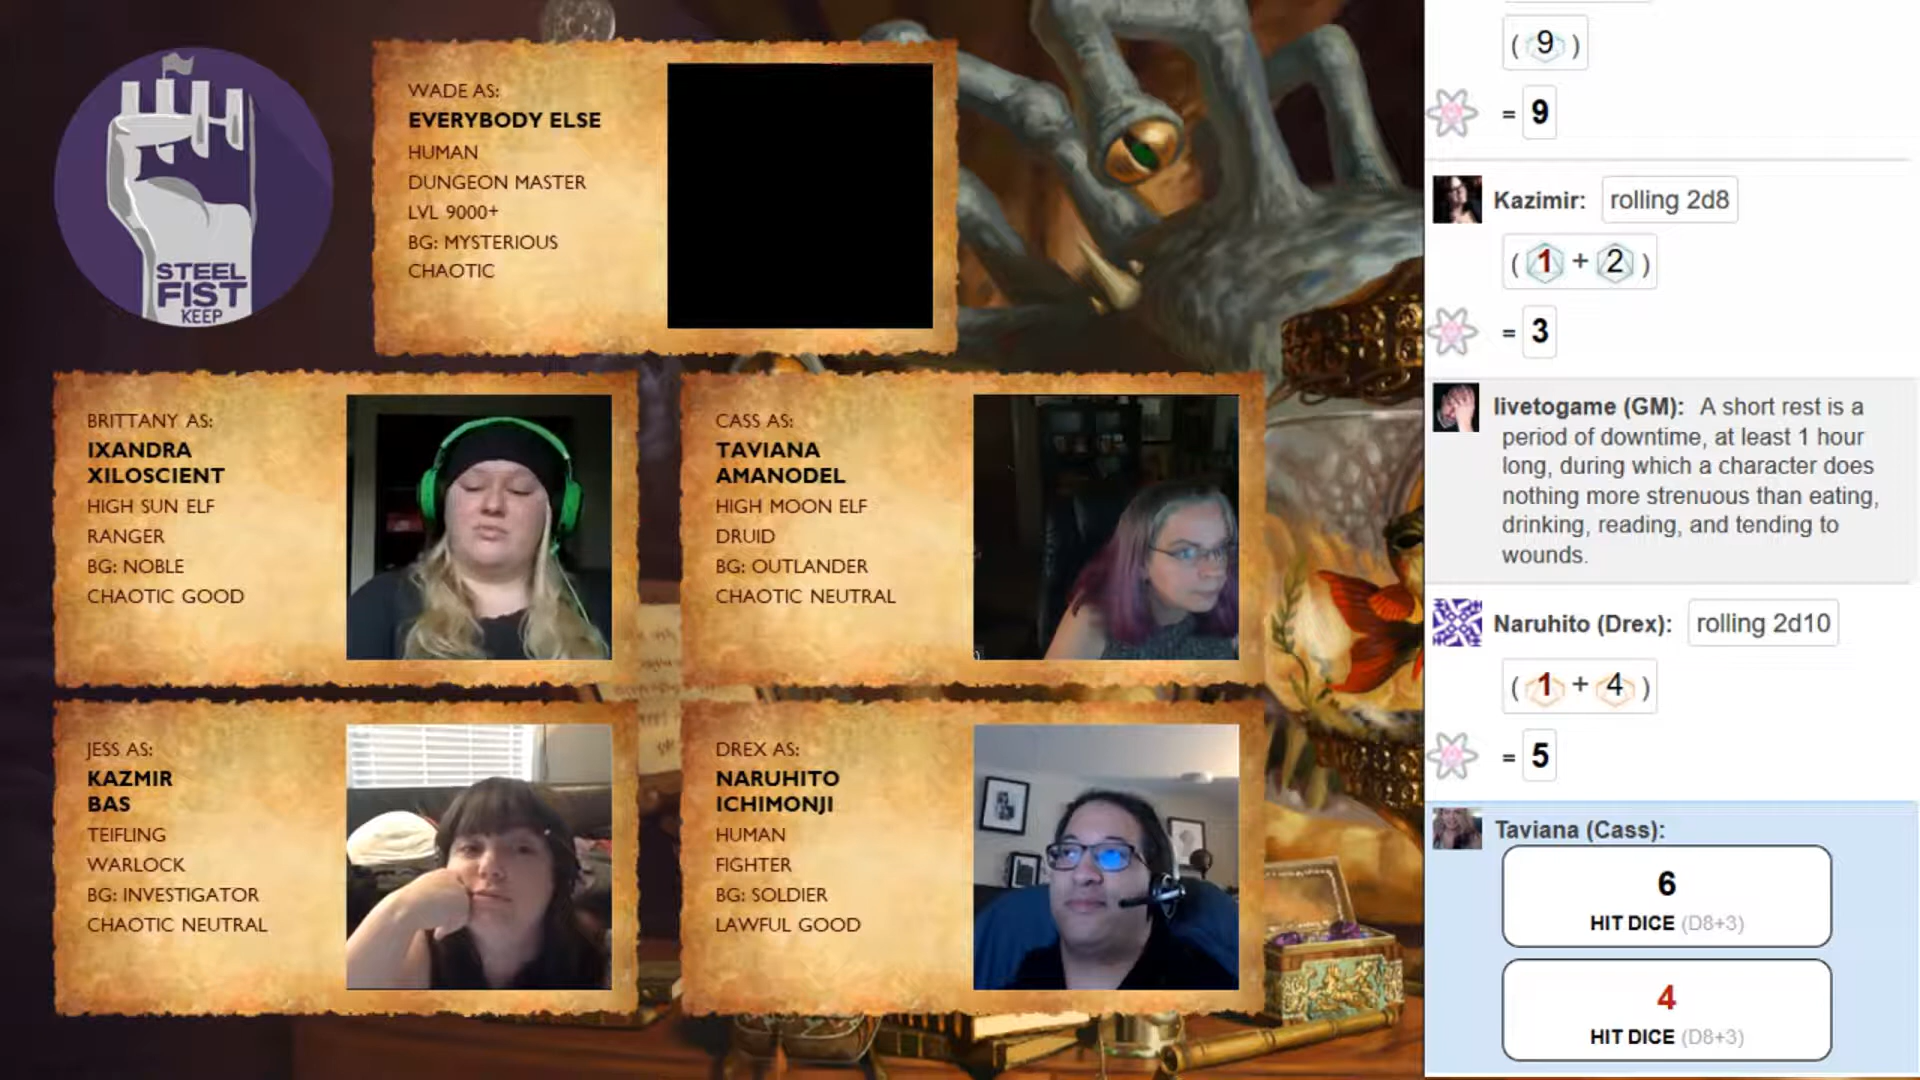 STEEL
FIST
KEEP
WADE AS:
EVERYBODY ELSE
HUMAN
DUNGEON MASTER
LVL 9000+
BG: MYSTERIOUS
CHAOTIC
BRITTANY AS:
IXANDRA
XILOSCIENT
HIGH SUN ELF
RANGER
BG: NOBLE
CHAOTIC GOOD
CASS AS:
TAVIANA
AMANODEL
HIGH MOON ELF
DRUID
BG: OUTLANDER
CHAOTIC NEUTRAL
JESS AS:
KAZMIR
BAS
TEIFLING
WARLOCK
BG: INVESTIGATOR
CHAOTIC NEUTRAL
DREX AS:
NARUHITO
ICHIMONJI
HUMAN
FIGHTER
BG: SOLDIER
LAWFUL GOOD
(9)
= 9
Kazimir: rolling 2d8
(1 + 2)
= 3
livetogame (GM): A short rest is a
period of downtime, at least 1 hour
long, during which a character does
nothing more strenuous than eating,
drinking, reading, and tending to
wounds.
Naruhito (Drex): rolling 2d10
(1 + 4)
= 5
Taviana (Cass):
6
HIT DICE (D8+3)
4
HIT DICE (D8+3)